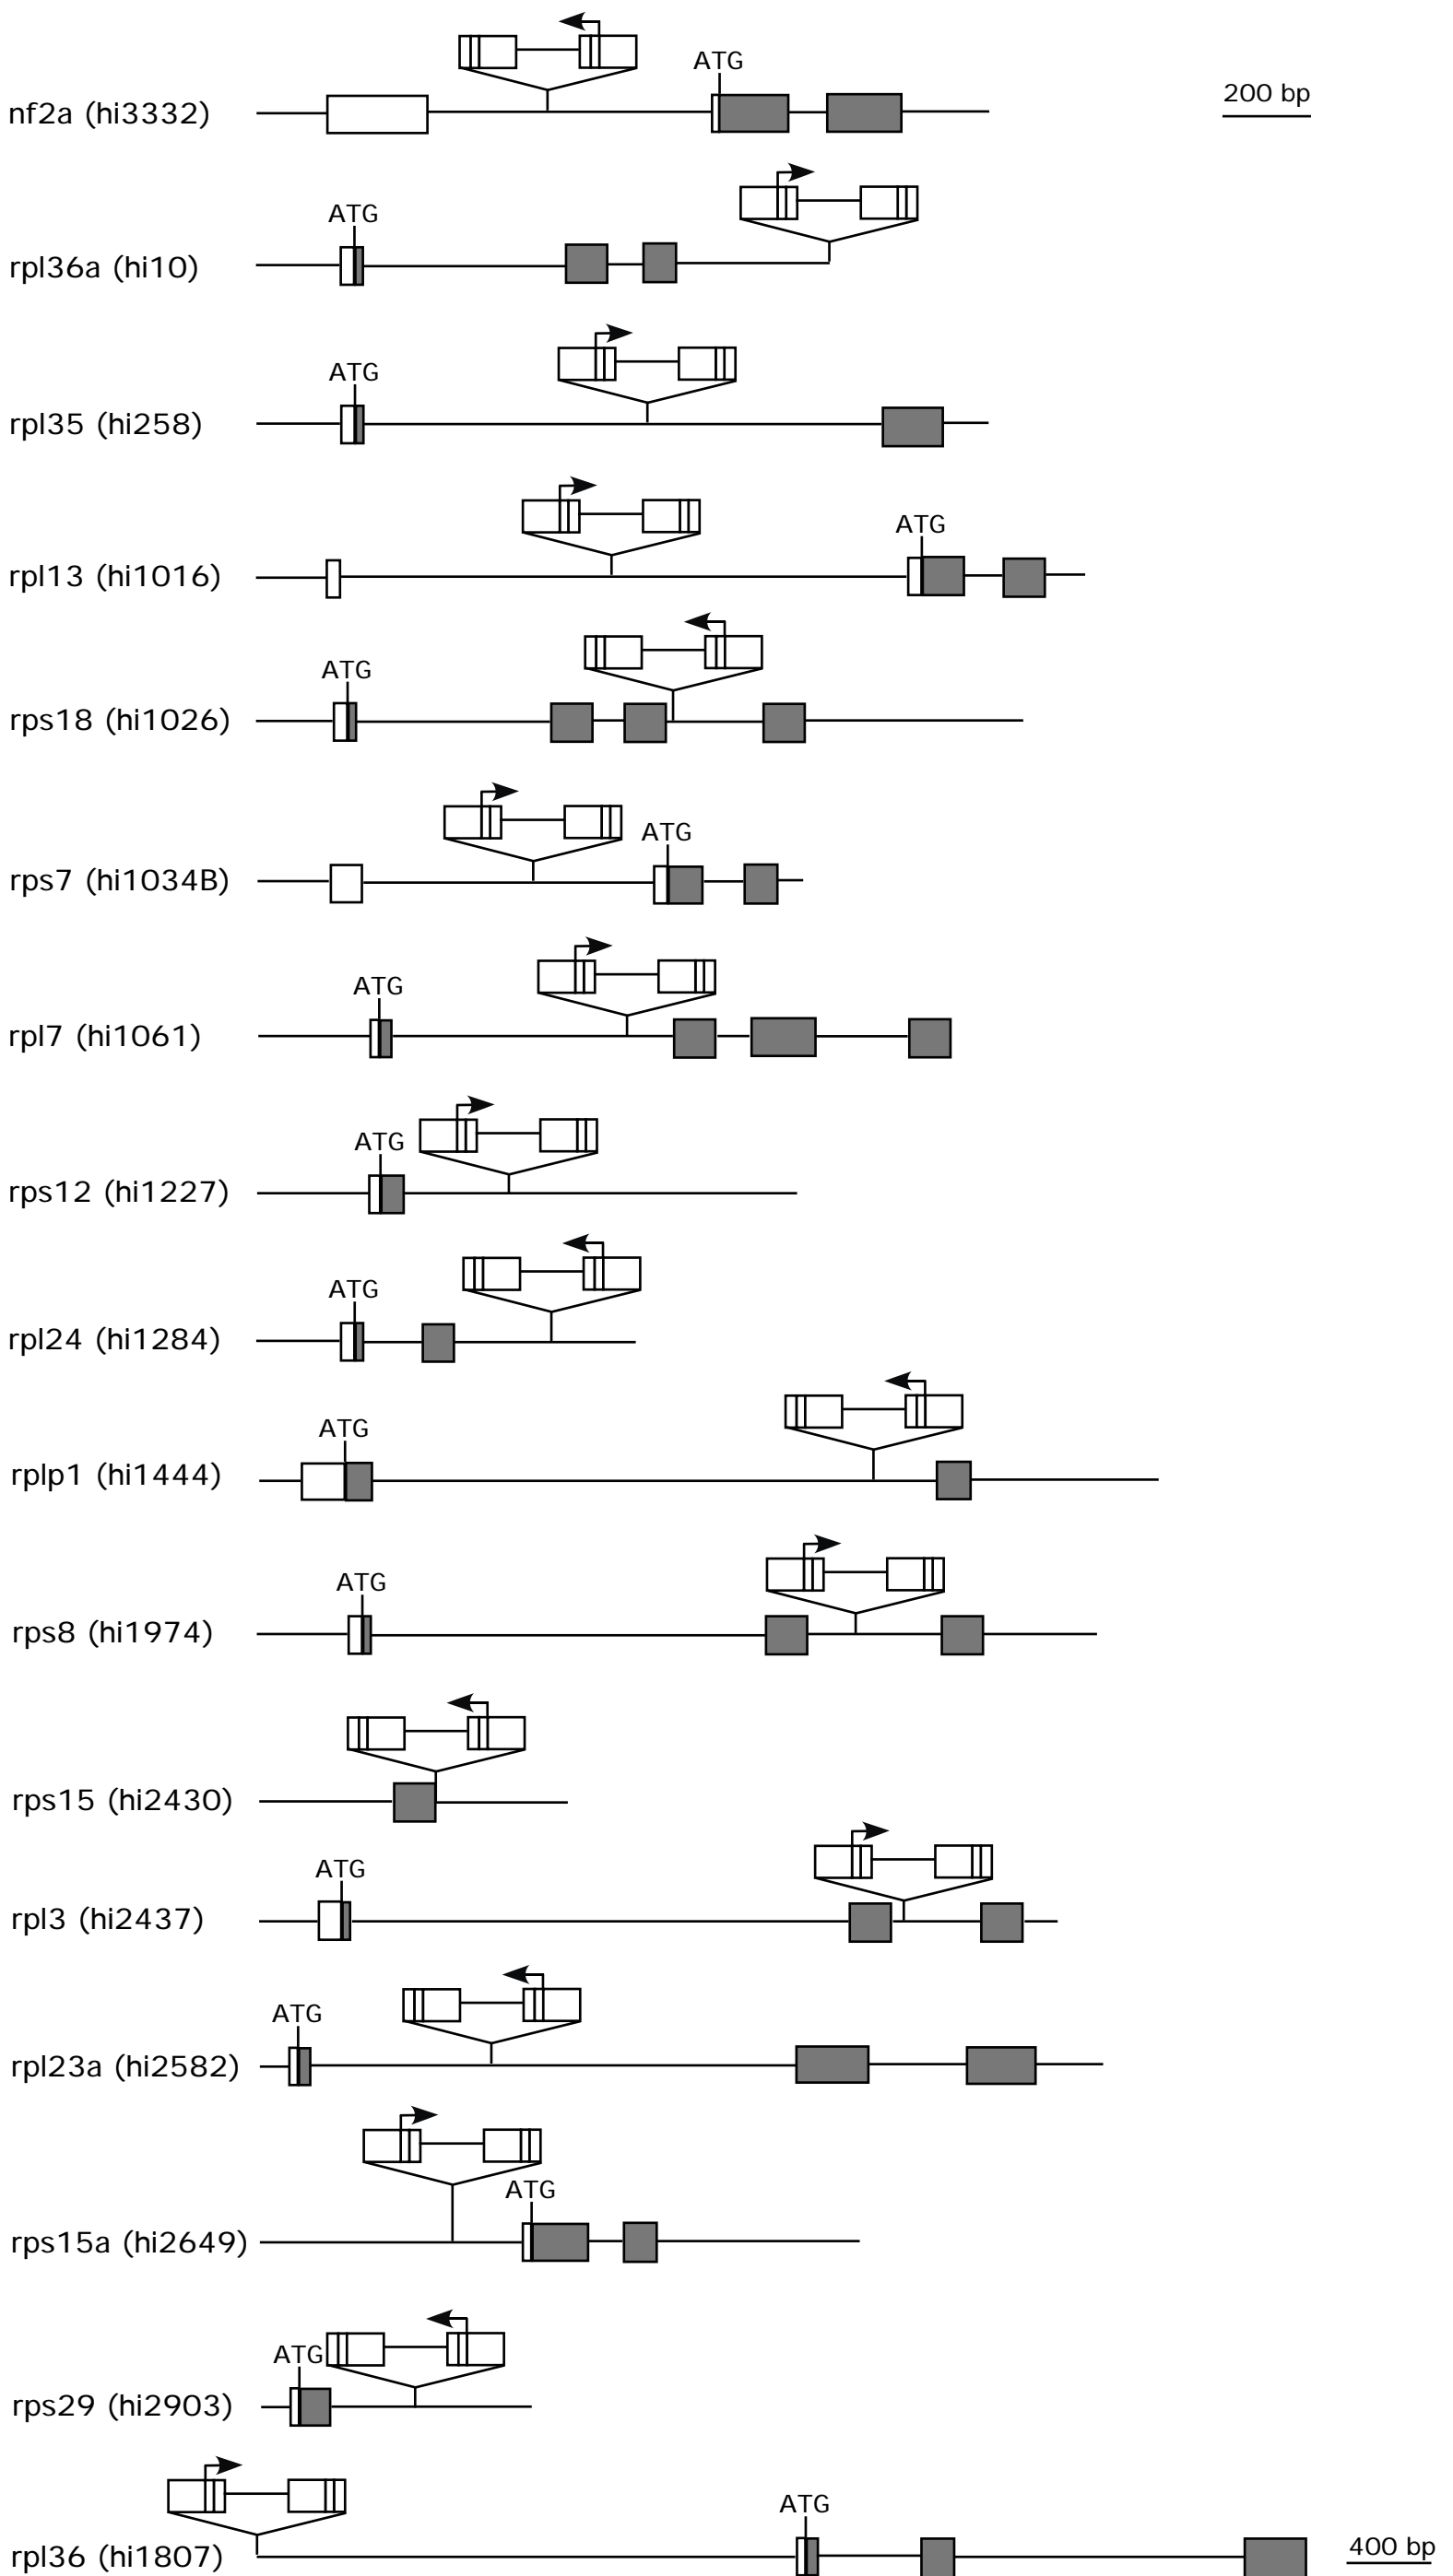 ATG
nf2a (hi3332)
200 bp
ATG
rpl36a (hi10)
ATG
rpl35 (hi258)
ATG
rpl13 (hi1016)
ATG
rps18 (hi1026)
ATG
rps7 (hi1034B)
ATG
rpl7 (hi1061)
ATG
rps12 (hi1227)
ATG
rpl24 (hi1284)
ATG
rplp1 (hi1444)
ATG
rps8 (hi1974)
rps15 (hi2430)
ATG
rpl3 (hi2437)
ATG
rpl23a (hi2582)
ATG
rps15a (hi2649)
ATG
rps29 (hi2903)
ATG
rpl36 (hi1807)
400 bp